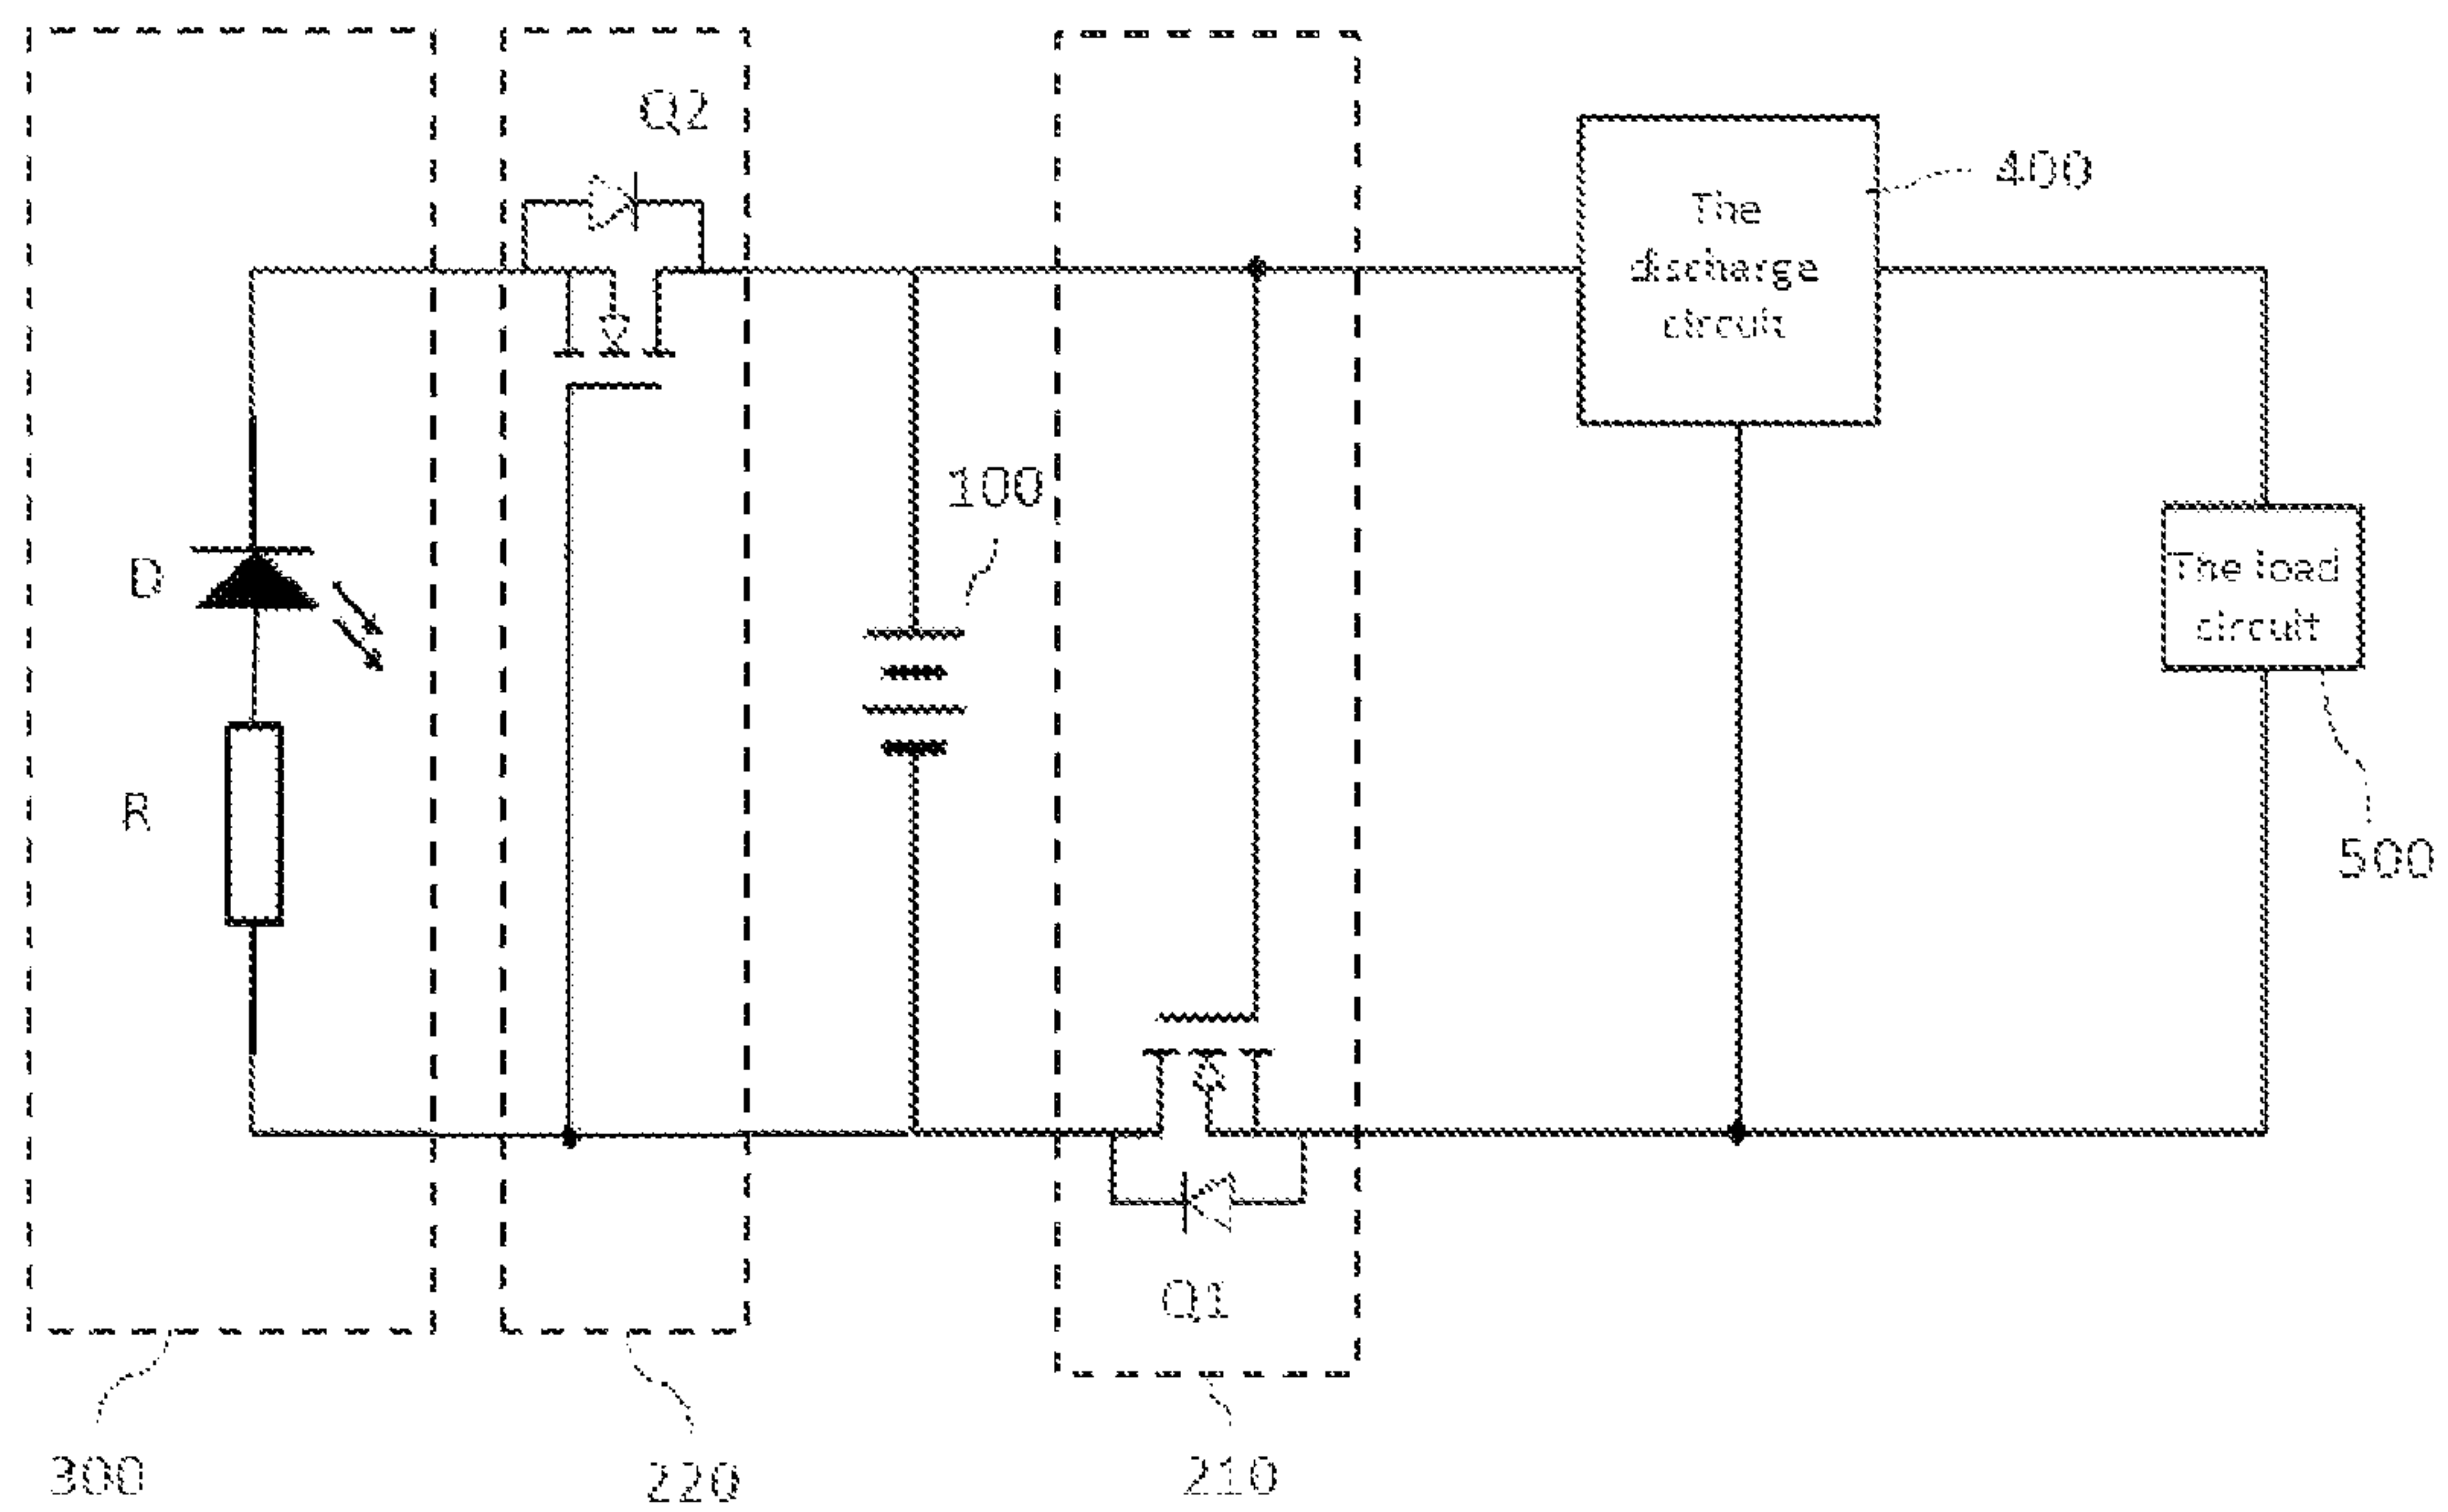 Q2
The
discharge
circuit
400
100
D
The load
circuit
R
500
Q1
300
220
210